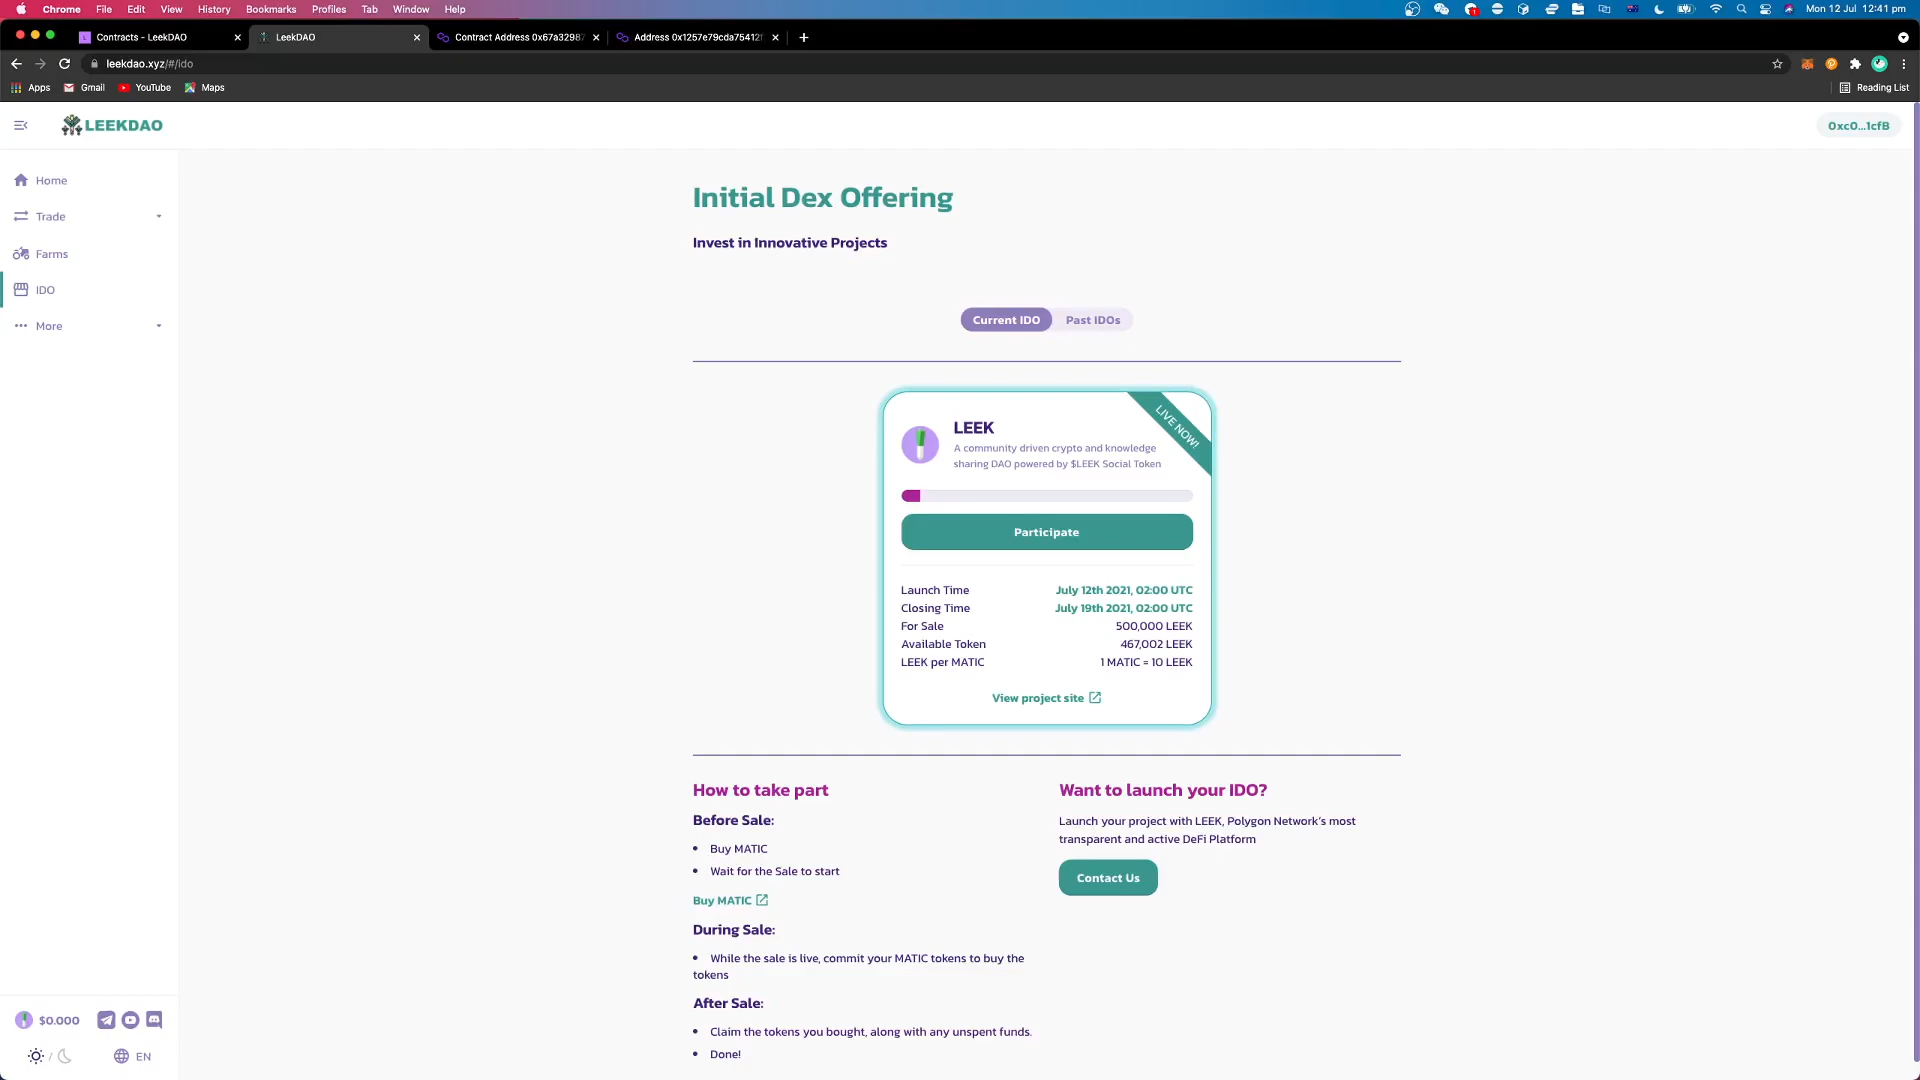 Chrome File Edit View History Bookmarks Profiles Tab Window Help
Mon 12 Jul 12:41 pm
Contracts - LeekDAO
LeekDAO
Contract Address 0x67a32987
Address 0x1257e79cda75412f
leekdao.xyz/#/ido
Apps Gmail YouTube Maps
Reading List
LEEKDAO
0xc0...1cfB
Home
Trade
Farms
IDO
More
Initial Dex Offering
Invest in Innovative Projects
Current IDO Past IDOs
LIVE NOW!
LEEK
A community driven crypto and knowledge
sharing DAO powered by $LEEK Social Token
Participate
Launch Time July 12th 2021, 02:00 UTC
Closing Time July 19th 2021, 02:00 UTC
For Sale 500,000 LEEK
Available Token 467,002 LEEK
LEEK per MATIC 1 MATIC = 10 LEEK
View project site
How to take part
Before Sale:
• Buy MATIC
• Wait for the Sale to start
Buy MATIC
During Sale:
• While the sale is live, commit your MATIC tokens to buy the
tokens
After Sale:
• Claim the tokens you bought, along with any unspent funds.
• Done!
Want to launch your IDO?
Launch your project with LEEK, Polygon Network's most
transparent and active DeFi Platform
Contact Us
$0.000
/
EN